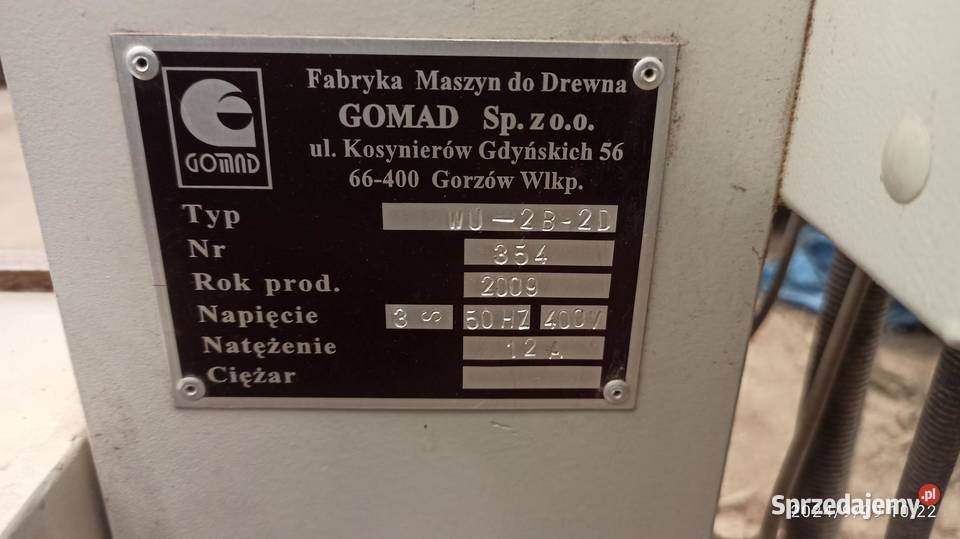 GOMAD
Fabryka Maszyn do Drewna
GOMAD Sp. z o.o.
ul. Kosynierów Gdyńskich 56
66-400 Gorzów Wlkp.
Typ WU-2B-2D
Nr 354
Rok prod. 2009
Napięcie 3 S 50 HZ 400V
Natężenie 12 A
Ciężar
Sprzedajemy.pl